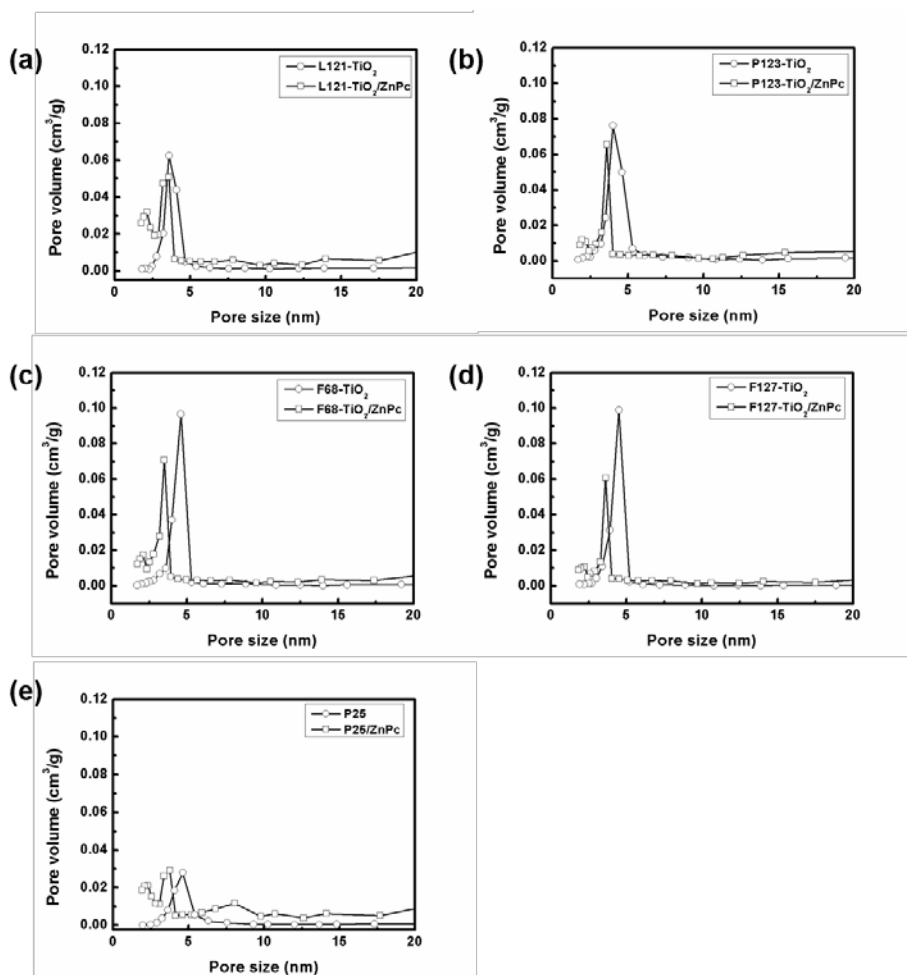 (a)
L121-TiO₂
L121-TiO₂/ZnPc
Pore volume (cm³/g)
0.12
0.10
0.08
0.06
0.04
0.02
0.00
0 5 10 15 20
Pore size (nm)
(b)
P123-TiO₂
P123-TiO₂/ZnPc
Pore volume (cm³/g)
0.12
0.10
0.08
0.06
0.04
0.02
0.00
0 5 10 15 20
Pore size (nm)
(c)
F68-TiO₂
F68-TiO₂/ZnPc
Pore volume (cm³/g)
0.12
0.10
0.08
0.06
0.04
0.02
0.00
0 5 10 15 20
Pore size (nm)
(d)
F127-TiO₂
F127-TiO₂/ZnPc
Pore volume (cm³/g)
0.12
0.10
0.08
0.06
0.04
0.02
0.00
0 5 10 15 20
Pore size (nm)
(e)
P25
P25/ZnPc
Pore volume (cm³/g)
0.12
0.10
0.08
0.06
0.04
0.02
0.00
0 5 10 15 20
Pore size (nm)